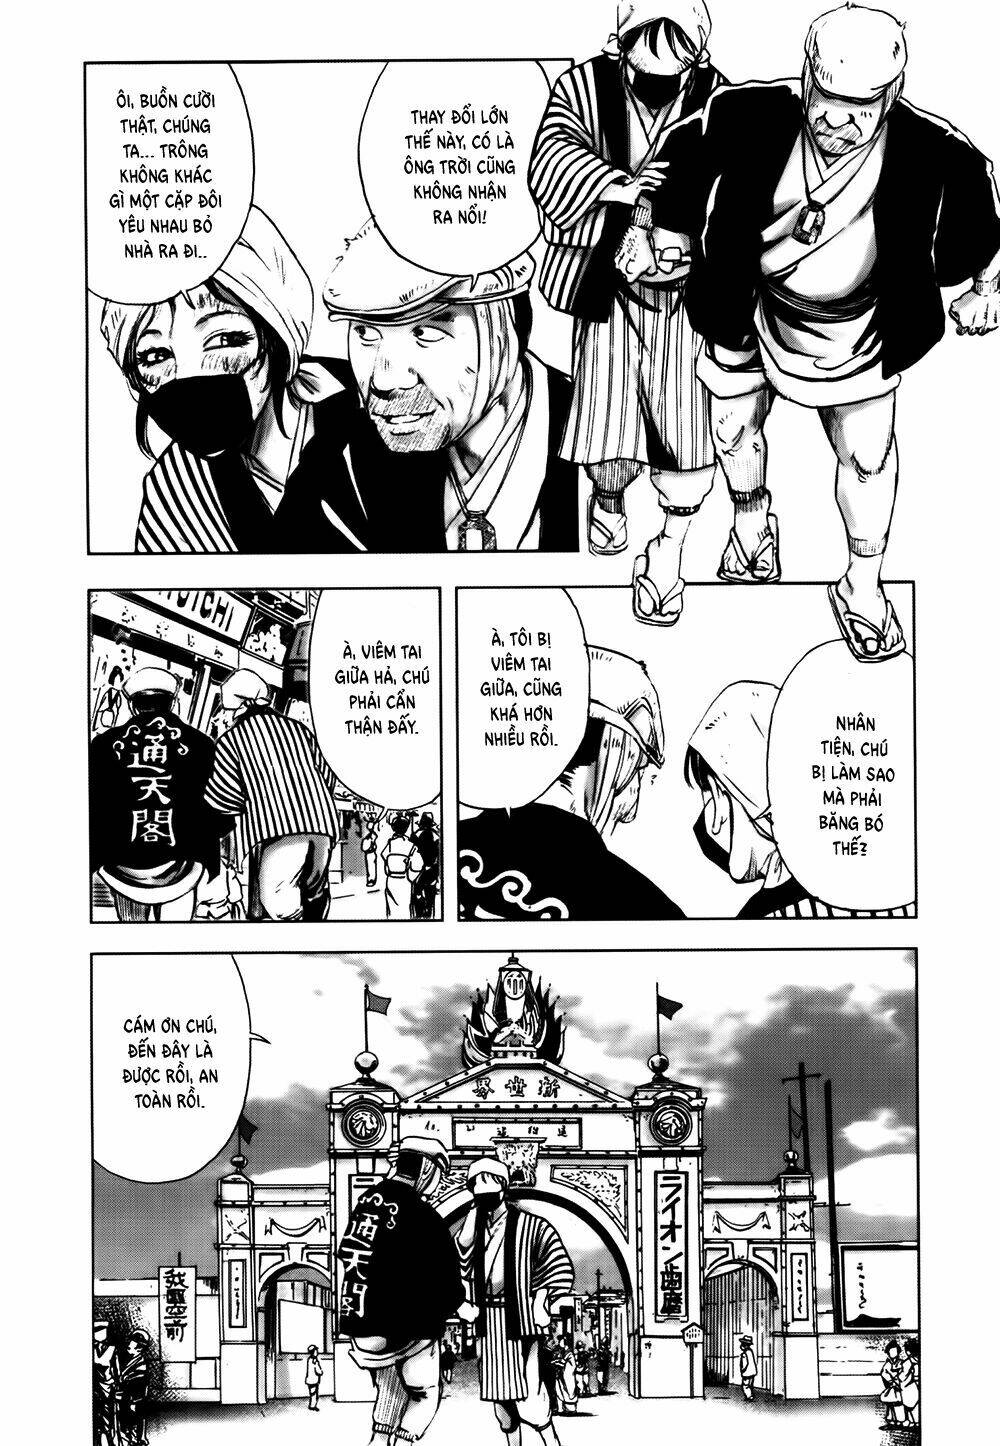 THAY ĐỔI LỚN
THẾ NÀY, CÓ LÀ
ÔNG TRỜI CŨNG
KHÔNG NHẬN
RA NỔI!
ÔI, BUỒN CƯỜI
THẬT, CHÚNG
TA... TRÔNG
KHÔNG KHÁC
GÌ MỘT CẶP ĐÔI
YÊU NHAU BỎ
NHÀ RA ĐI..
NHÂN
TIỆN, CHÚ
BỊ LÀM SAO
MÀ PHẢI
BĂNG BÓ
THẾ?
À, TÔI BỊ
VIÊM TAI
GIỮA, CŨNG
KHÁ HƠN
NHIỀU RỒI.
À, VIÊM TAI
GIỮA HẢ, CHÚ
PHẢI CẨN
THẬN ĐẤY.
通天閣
CÁM ƠN CHÚ,
ĐẾN ĐÂY LÀ
ĐƯỢC RỒI, AN
TOÀN RỒI.
界世新
ライオン歯磨
通天閣